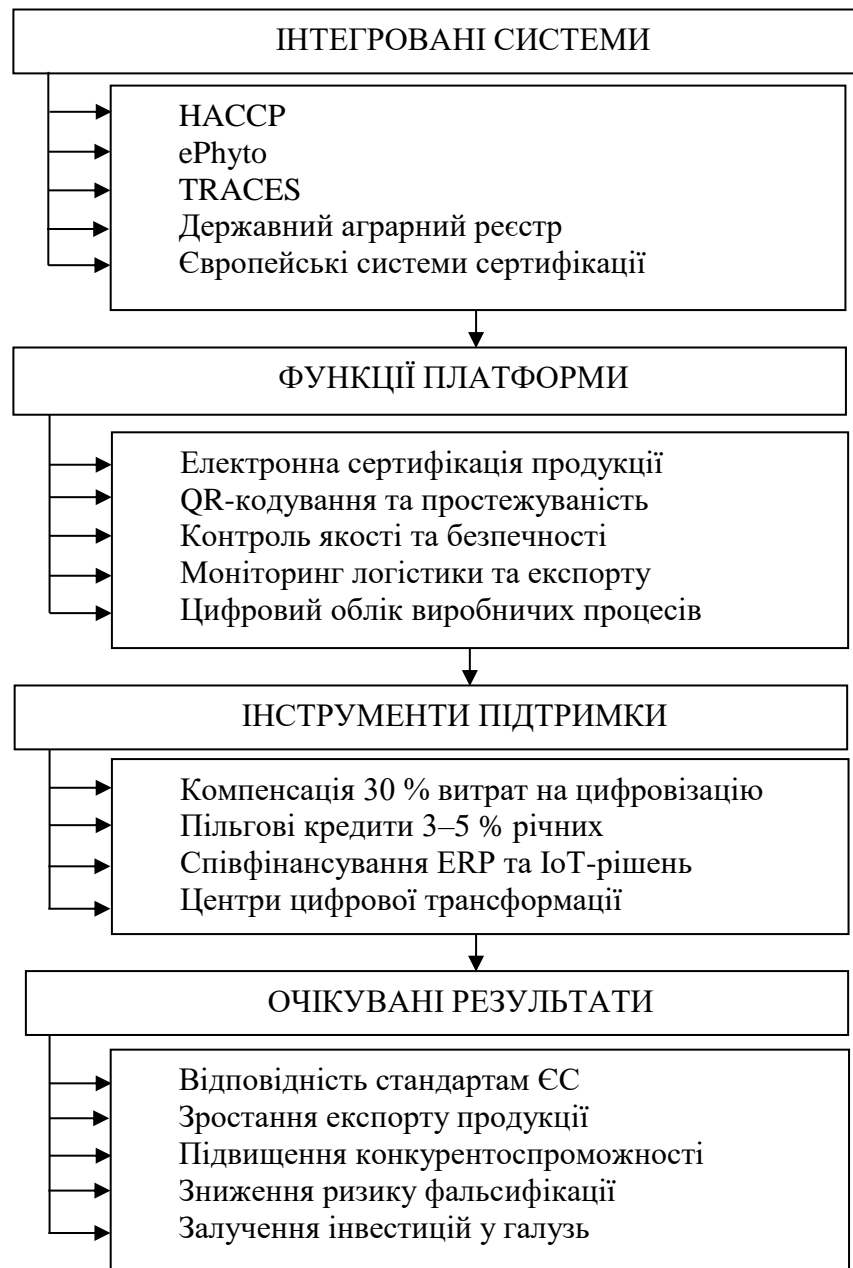 ІНТЕГРОВАНІ СИСТЕМИ
HACCP
ePhyto
TRACES
Державний аграрний реєстр
Європейські системи сертифікації
ФУНКЦІЇ ПЛАТФОРМИ
Електронна сертифікація продукції
QR-кодування та простежуваність
Контроль якості та безпечності
Моніторинг логістики та експорту
Цифровий облік виробничих процесів
ІНСТРУМЕНТИ ПІДТРИМКИ
Компенсація 30 % витрат на цифровізацію
Пільгові кредити 3–5 % річних
Співфінансування ERP та IoT-рішень
Центри цифрової трансформації
ОЧІКУВАНІ РЕЗУЛЬТАТИ
Відповідність стандартам ЄС
Зростання експорту продукції
Підвищення конкурентоспроможності
Зниження ризику фальсифікації
Залучення інвестицій у галузь